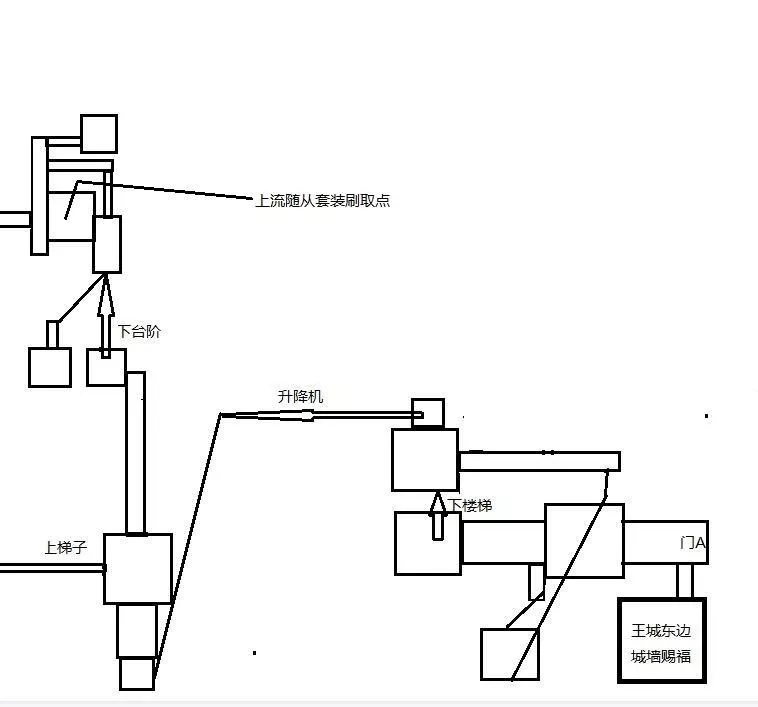 上流随从套装刷取点
下台阶
升降机
下楼梯
上梯子
门A
王城东边
城墙赐福